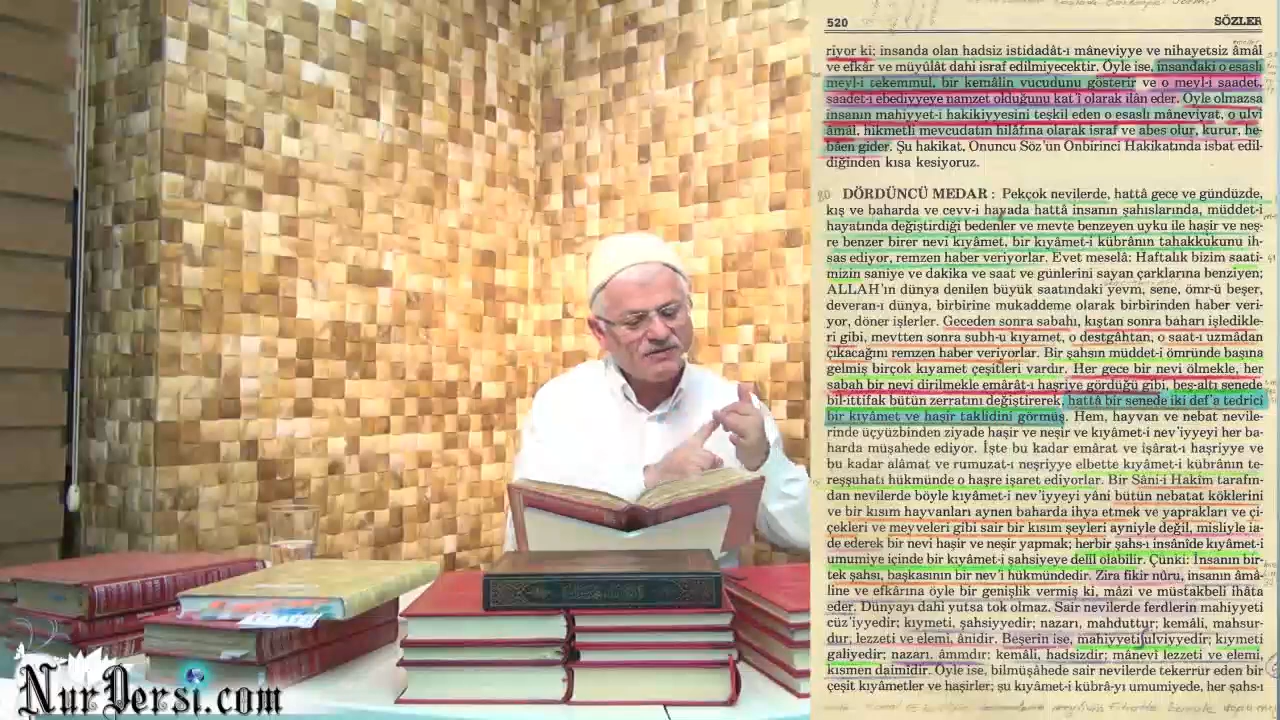 520 SÖZLER
riyor ki; insanda olan hadsiz istidadât-ı mâneviyye ve nihayetsiz âmâl
ve efkâr ve müyûlât dahi israf edilmiyecektir. Öyle ise, insandaki o esaslı
meyl-i tekemmül, bir kemâlin vücudunu gösterir ve o meyl-i saadet,
saadet-i ebediyyeye namzet olduğunu kat'i olarak ilân eder. Öyle olmazsa
insanın mahiyyet-i hakikiyyesini teşkil eden o esaslı mâneviyat, o ulvî
âmâl, hikmetli mevcudatın hilâfına olarak israf ve abes olur, kurur, he-
bâen gider. Şu hakikat, Onuncu Söz'ün Onbirinci Hakikatında isbat edil-
diğinden kısa kesiyoruz.
DÖRDÜNCÜ MEDAR : Pekçok nevilerde, hattâ gece ve gündüzde,
kış ve baharda ve cevv-i hayada hattâ insanın şahıslarında, müddet-i
hayatında değiştirdiği bedenler ve mevte benzeyen uyku ile haşir ve neş-
re benzer birer nevi kıyâmet, bir kıyâmet-i kübrânın tahakkukunu ih-
sas ediyor, remzen haber veriyorlar. Evet meselâ: Haftalık bizim saati-
mizin saniye ve dakika ve saat ve günlerini sayan çarklarına benziyen;
ALLAH'ın dünya denilen büyük saatındaki yevm, sene, ömr-ü beşer,
deveran-ı dünya, birbirine mukaddeme olarak birbirinden haber veri-
yor, döner işlerler. Geceden sonra sabahı, kıştan sonra baharı işledikle-
ri gibi, mevtten sonra subh-u kıyamet, o destgâhtan, o saat-ı uzmâdan
çıkacağını remzen haber veriyorlar. Bir şahsın müddet-i ömründe başına
gelmiş birçok kıyamet çeşitleri vardır. Her gece bir nevi ölmekle, her
sabah bir nevi dirilmekle emârât-ı haşriye gördüğü gibi, beş-altı senede
bil-ittifak bütün zerratını değiştirerek, hattâ bir senede iki def'a tedrici
bir kıyâmet ve haşir taklidini görmüş. Hem, hayvan ve nebat nevile-
rinde üçyüzbinden ziyade haşir ve neşir ve kıyâmet-i nev'iyyeyi her ba-
harda müşahede ediyor. İşte bu kadar emârat ve işârat-ı haşriyye ve
bu kadar alâmat ve rumuzat-ı neşriyye elbette kıyâmet-i kübrânın te-
reşşuhatı hükmünde o haşre işaret ediyorlar. Bir Sâni-i Hakîm tarafın-
dan nevilerde böyle kıyâmet-i nev'iyyeyi yâni bütün nebatat köklerini
ve bir kısım hayvanları aynen baharda ihya etmek ve yaprakları ve çi-
çekleri ve meyveleri gibi sair bir kısım şeyleri ayniyle değil, misliyle ia-
de ederek bir nevi haşir ve neşir yapmak; herbir şahs-ı insânîde kıyâmet-i
umumiye içinde bir kıyâmet-i şahsiyeye delil olabilir. Çünki: İnsanın bir-
tek şahsı, başkasının bir nev'i hükmündedir. Zira fikir nûru, insanın âmâ-
line ve efkârına öyle bir genişlik vermiş ki, mâzi ve müstakbeli ihâta
eder. Dünyayı dahi yutsa tok olmaz. Sair nevilerde ferdlerin mahiyyeti
cüz'iyyedir; kıymeti, şahsiyyedir; nazarı, mahduttur; kemâli, mahsur-
dur, lezzeti ve elemi, ânidir. Beşerin ise, mahiyyeti ulviyyedir; kıymeti
galiyedir; nazarı, âmmdır; kemâli, hadsizdir; mânevî lezzeti ve elemi,
kısmen daimidir. Öyle ise, bilmüşâhede sair nevilerde tekerrür eden bir
çeşit kıyâmetler ve haşirler; şu kıyâmet-i kübra-yı umumiyede, her şahs-ı
NurDersi.com